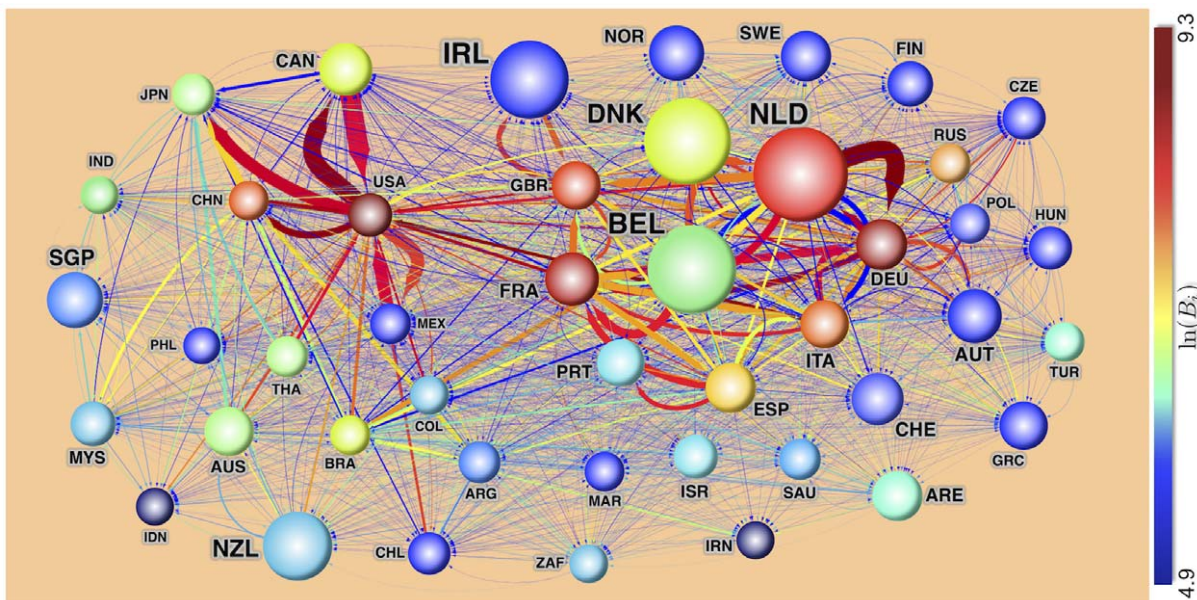 IRL
NOR
SWE
FIN
CAN
JPN
CZE
DNK
NLD
RUS
IND
CHN
USA
GBR
POL
HUN
BEL
SGP
FRA
DEU
MEX
PHL
THA
PRT
ITA
AUT
TUR
ESP
COL
CHE
MYS
AUS
BRA
GRC
ARG
MAR
ISR
SAU
ARE
IDN
NZL
CHL
ZAF
IRN
9.3
ln(Bᵢ)
4.9